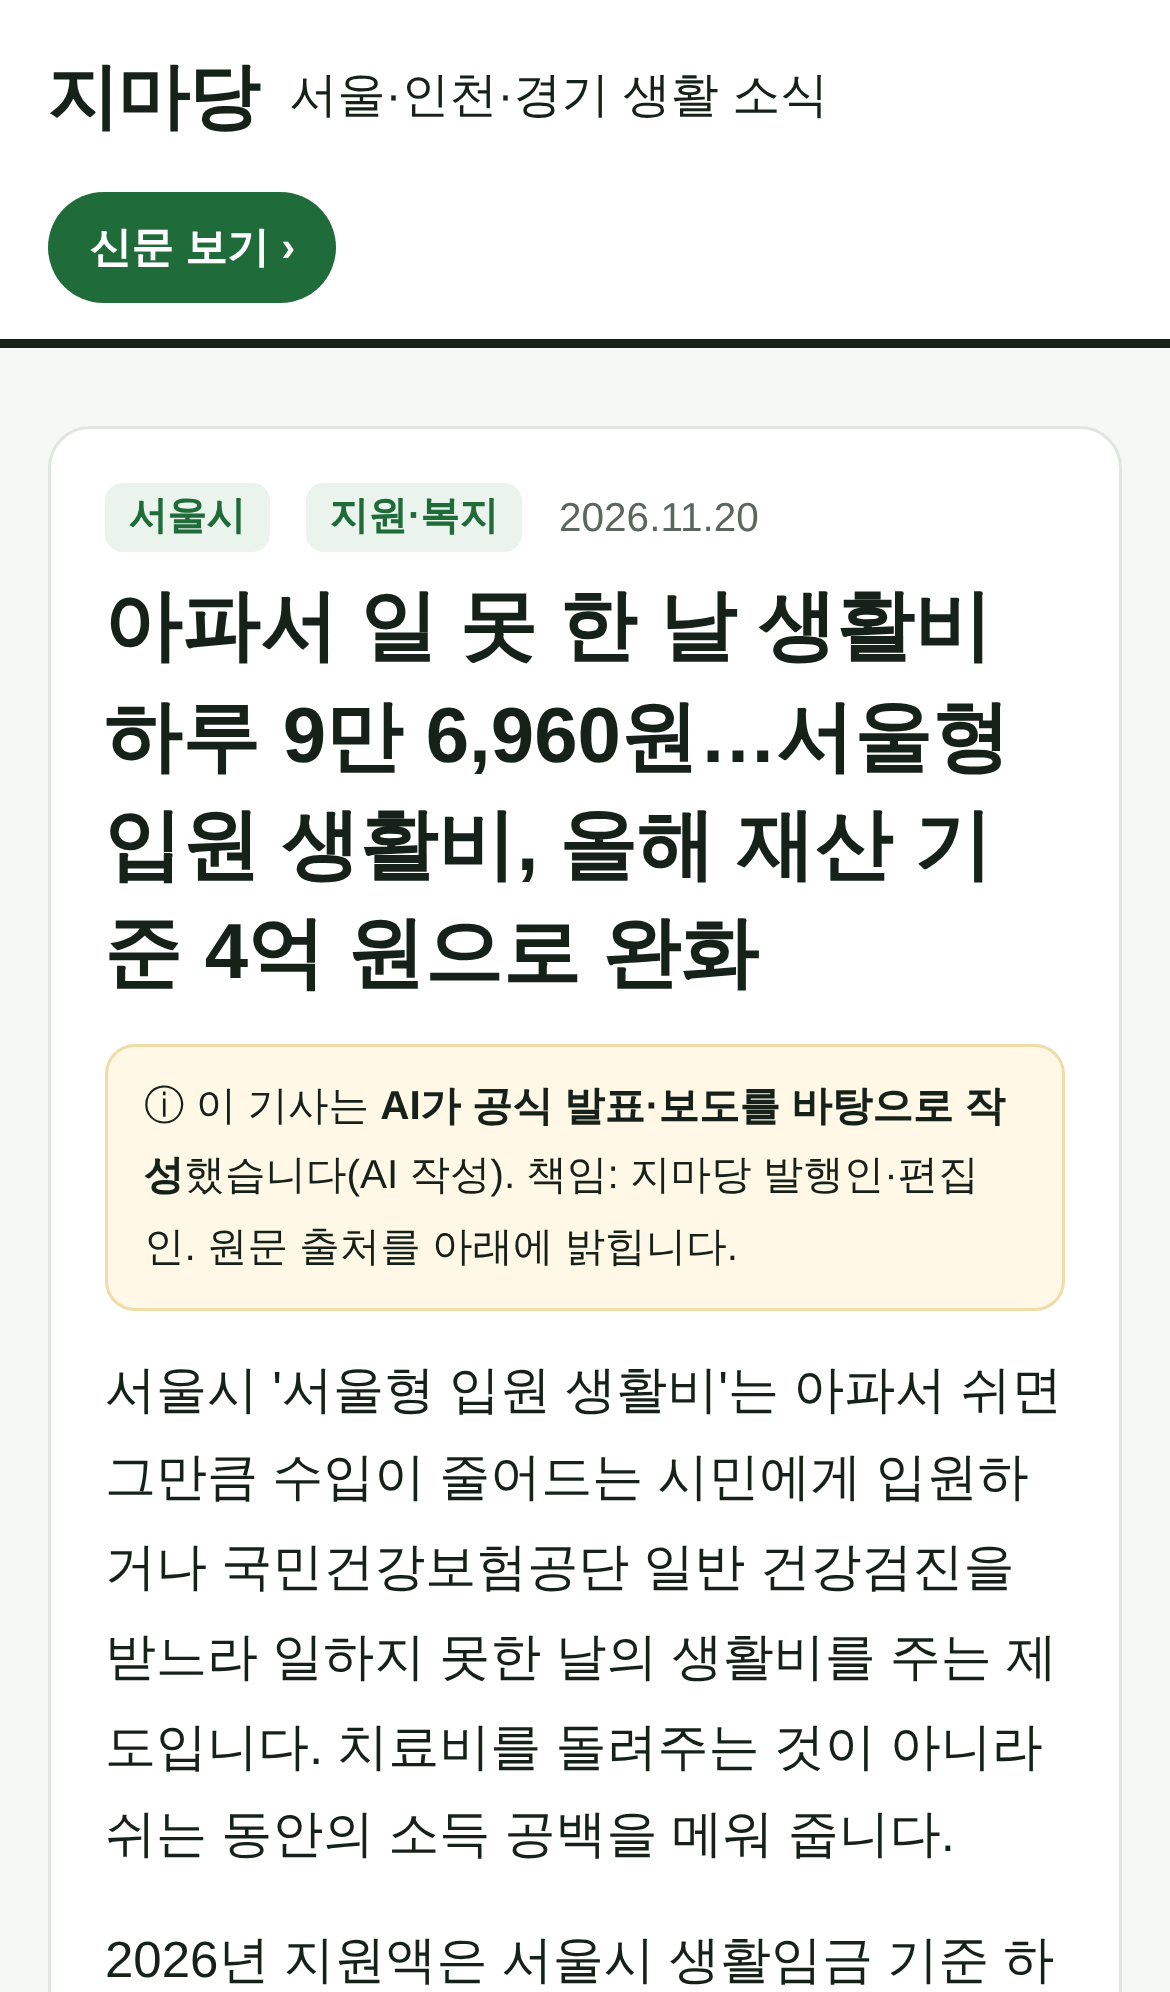 지마당 서울·인천·경기 생활 소식
신문 보기 ›
서울시 지원·복지 2026.11.20
아파서 일 못 한 날 생활비
하루 9만 6,960원…서울형
입원 생활비, 올해 재산 기
준 4억 원으로 완화
ⓘ 이 기사는 AI가 공식 발표·보도를 바탕으로 작
성했습니다(AI 작성). 책임: 지마당 발행인·편집
인. 원문 출처를 아래에 밝힙니다.
서울시 '서울형 입원 생활비'는 아파서 쉬면
그만큼 수입이 줄어드는 시민에게 입원하
거나 국민건강보험공단 일반 건강검진을
받느라 일하지 못한 날의 생활비를 주는 제
도입니다. 치료비를 돌려주는 것이 아니라
쉬는 동안의 소득 공백을 메워 줍니다.
2026년 지원액은 서울시 생활임금 기준 하